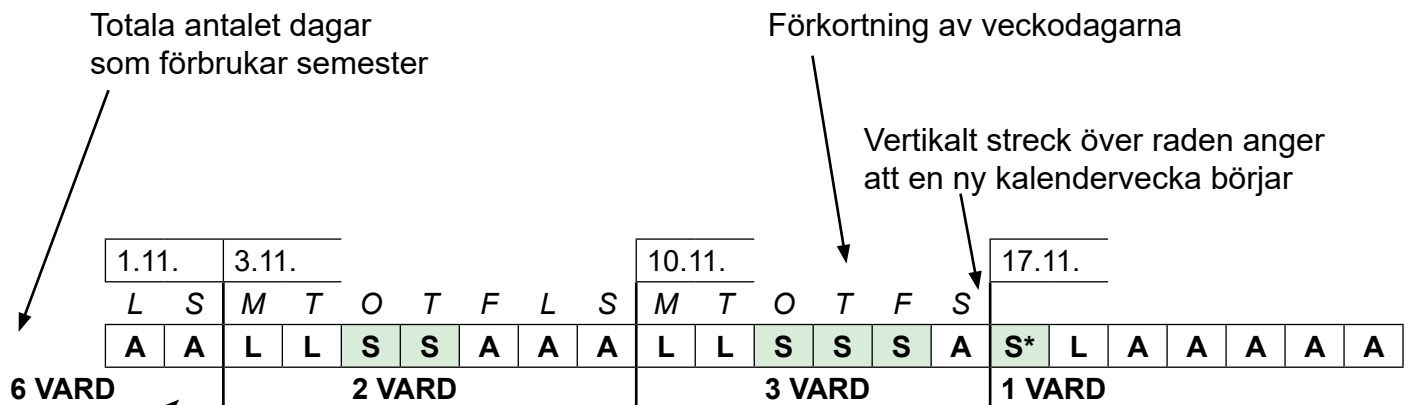 Totala antalet dagar
som förbrukar semester
Förkortning av veckodagarna
Vertikalt streck över raden anger
att en ny kalendervecka börjar
1.11. 3.11. 10.11. 17.11.
L S M T O T F L S M T O T F S
A A L L S S A A A L L S S S A S* L A A A A A
6 VARD 2 VARD 3 VARD 1 VARD